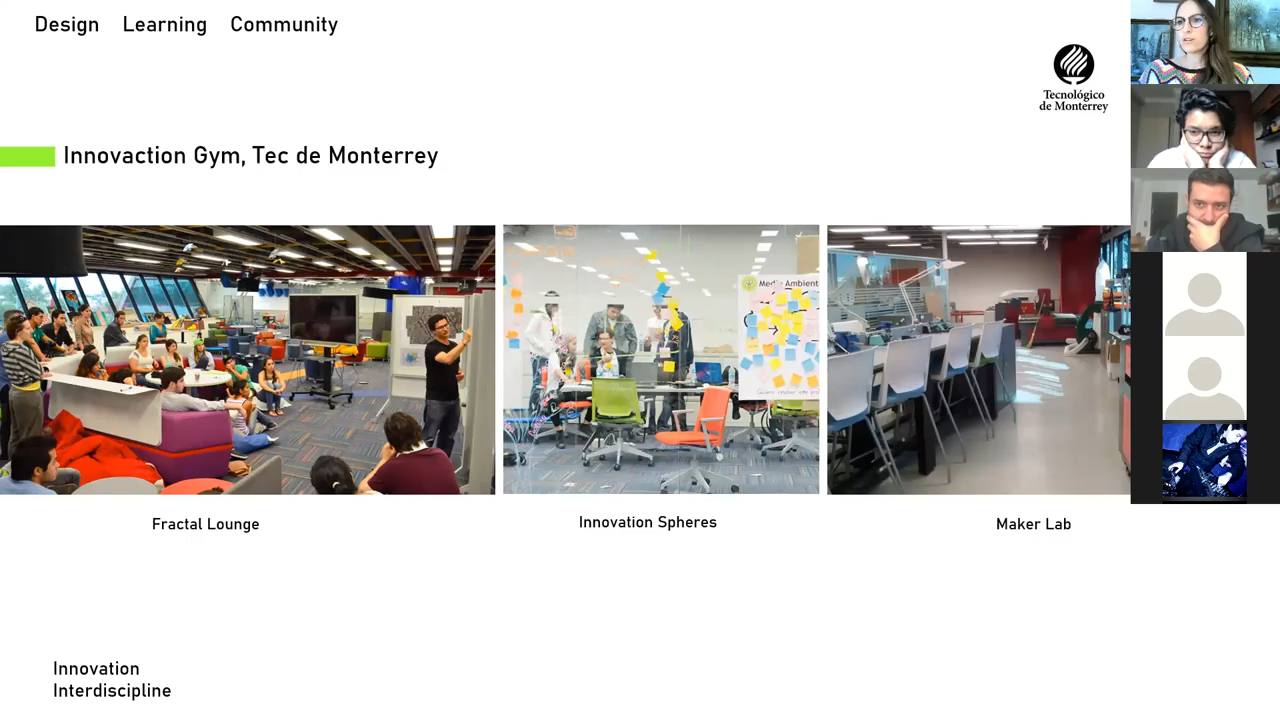 Design Learning Community
Tecnológico
de Monterrey
Innovaction Gym, Tec de Monterrey
Fractal Lounge
Innovation Spheres
Maker Lab
Innovation
Interdiscipline